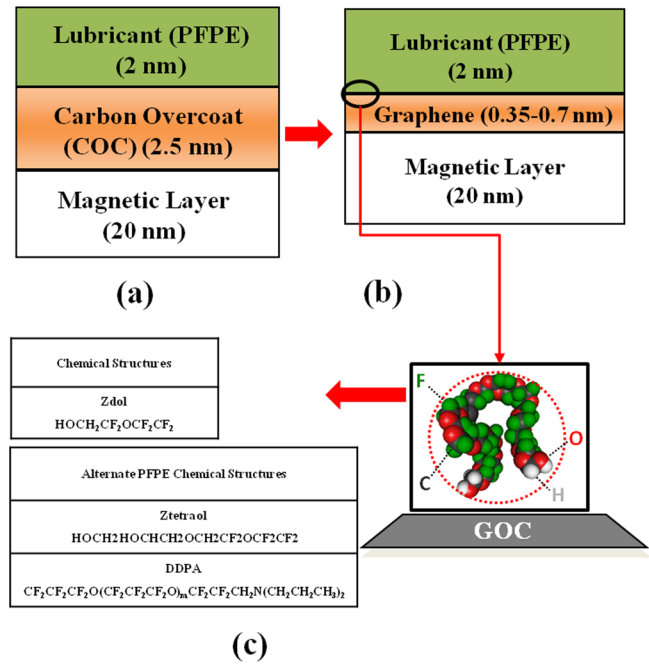 Lubricant (PFPE)
(2 nm)
Carbon Overcoat
(COC) (2.5 nm)
Magnetic Layer
(20 nm)
(a)
Lubricant (PFPE)
(2 nm)
Graphene (0.35-0.7 nm)
Magnetic Layer
(20 nm)
(b)
Chemical Structures
Zdol
HOCH₂CF₂OCF₂CF₂
Alternate PFPE Chemical Structures
Ztetraol
HOCH2HOCHCH2OCH2CF2OCF2CF2
DDPA
CF₂CF₂CF₂O(CF₂CF₂CF₂O)ₘCF₂CF₂CH₂N(CH₂CH₂CH₃)₂
F
O
C
H
GOC
(c)